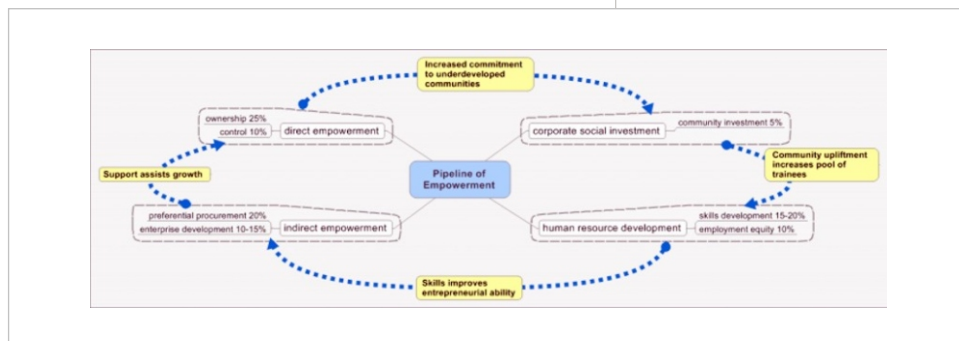 Increased commitment
to underdeveloped
communities
ownership 25%
control 10%
direct empowerment
corporate social investment
community investment 5%
Support assists growth
Pipeline of
Empowerment
Community upliftment
increases pool of
trainees
preferential procurement 20%
enterprise development 10-15%
indirect empowerment
human resource development
skills development 15-20%
employment equity 10%
Skills improves
entrepreneurial ability